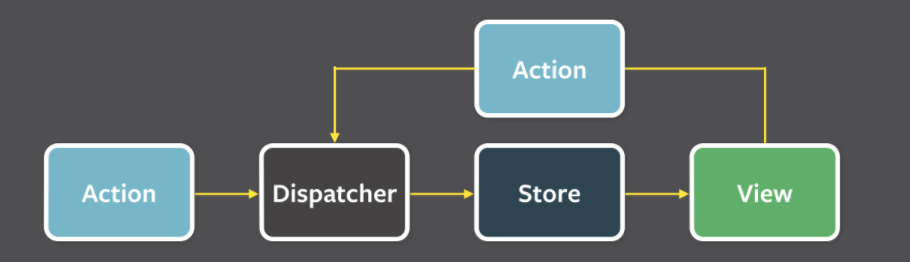 Action
Action
Dispatcher
Store
View